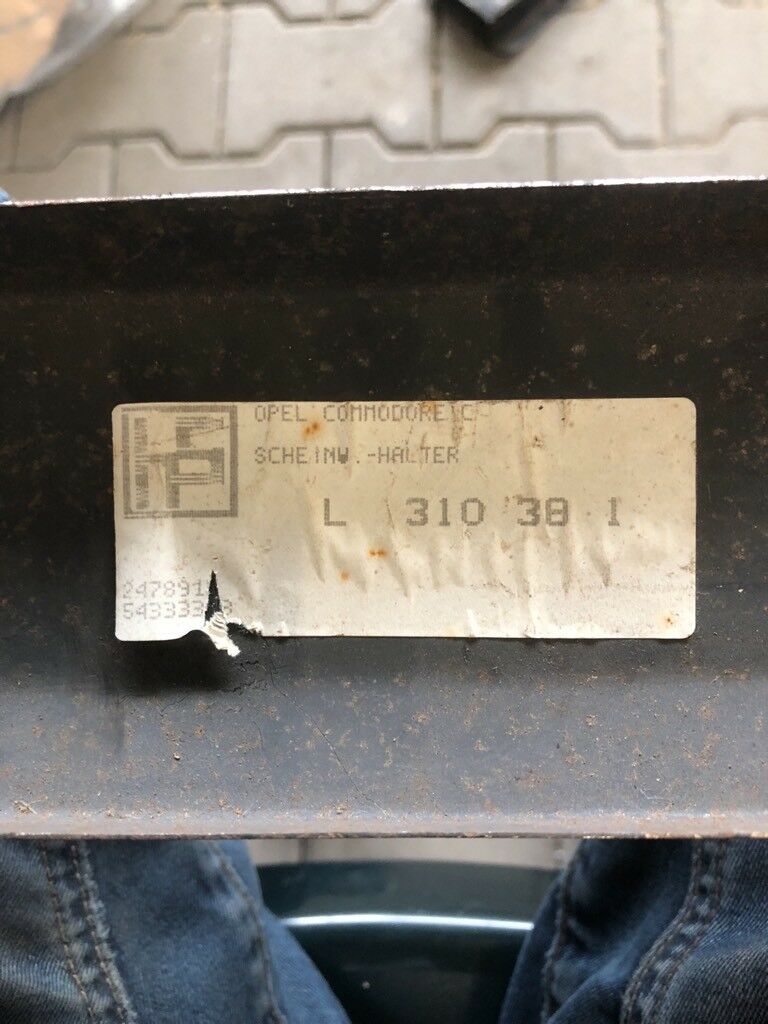 OPEL COMMODORE C
SCHEINW.-HALTER
L 310 38 1